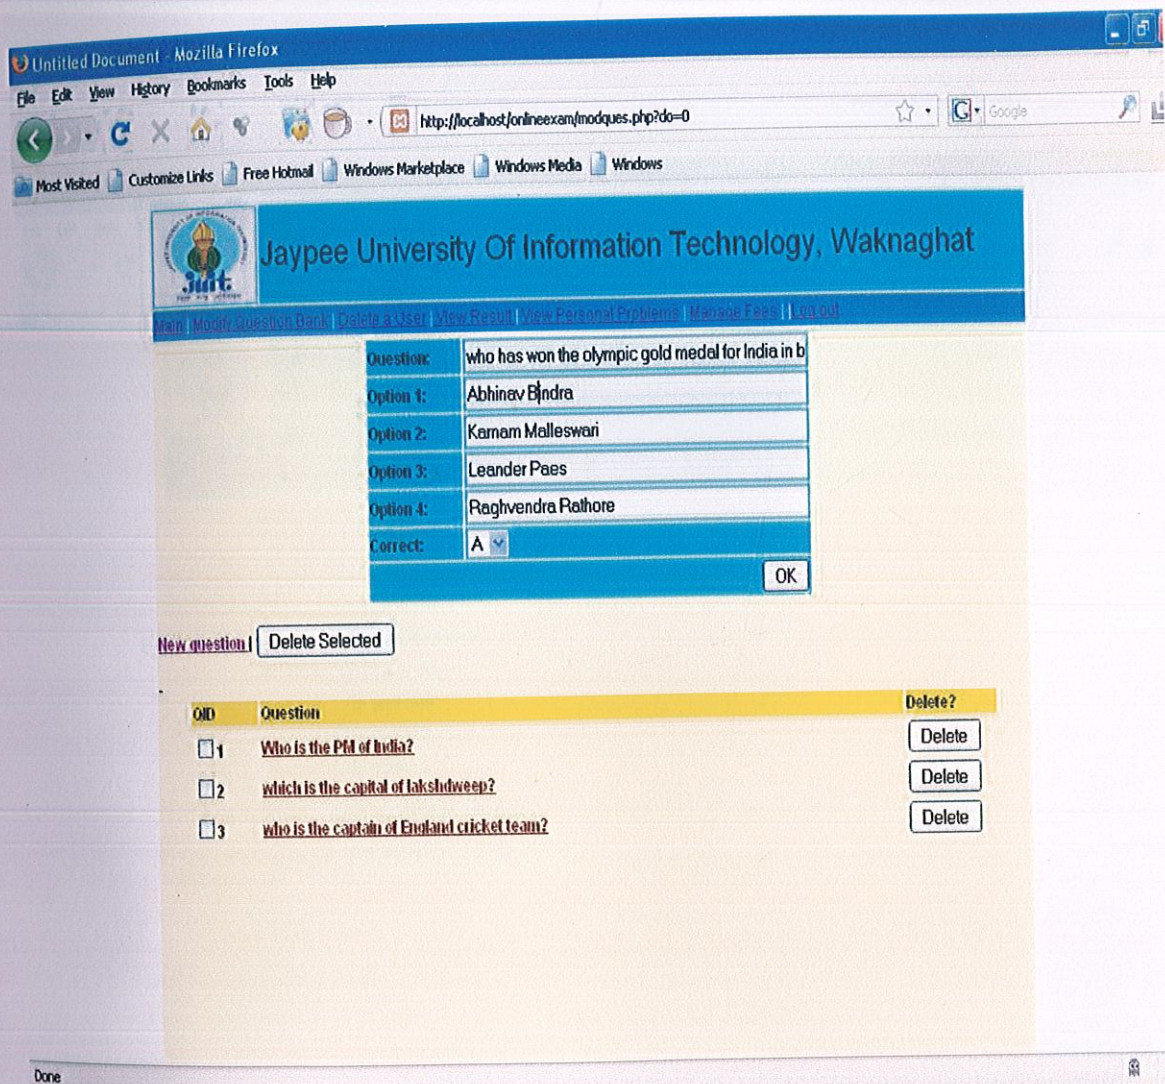 Untitled Document - Mozilla Firefox
File Edit View History Bookmarks Tools Help
http://localhost/onlineexam/modques.php?do=0 G Google
Most Visited Customize Links Free Hotmail Windows Marketplace Windows Media Windows
Jaypee University Of Information Technology, Waknaghat
juit
Main | Modify Question Bank | Delete a User | View Result | View Personal Problems | Manage Fees | | Log out
Question: who has won the olympic gold medal for India in b
Option 1: Abhinav Bindra
Option 2: Karnam Malleswari
Option 3: Leander Paes
Option 4: Raghvendra Rathore
Correct: A
OK
New question | Delete Selected
QID Question Delete?
1 Who is the PM of India? Delete
2 which is the capital of lakshdweep? Delete
3 who is the captain of England cricket team? Delete
Done